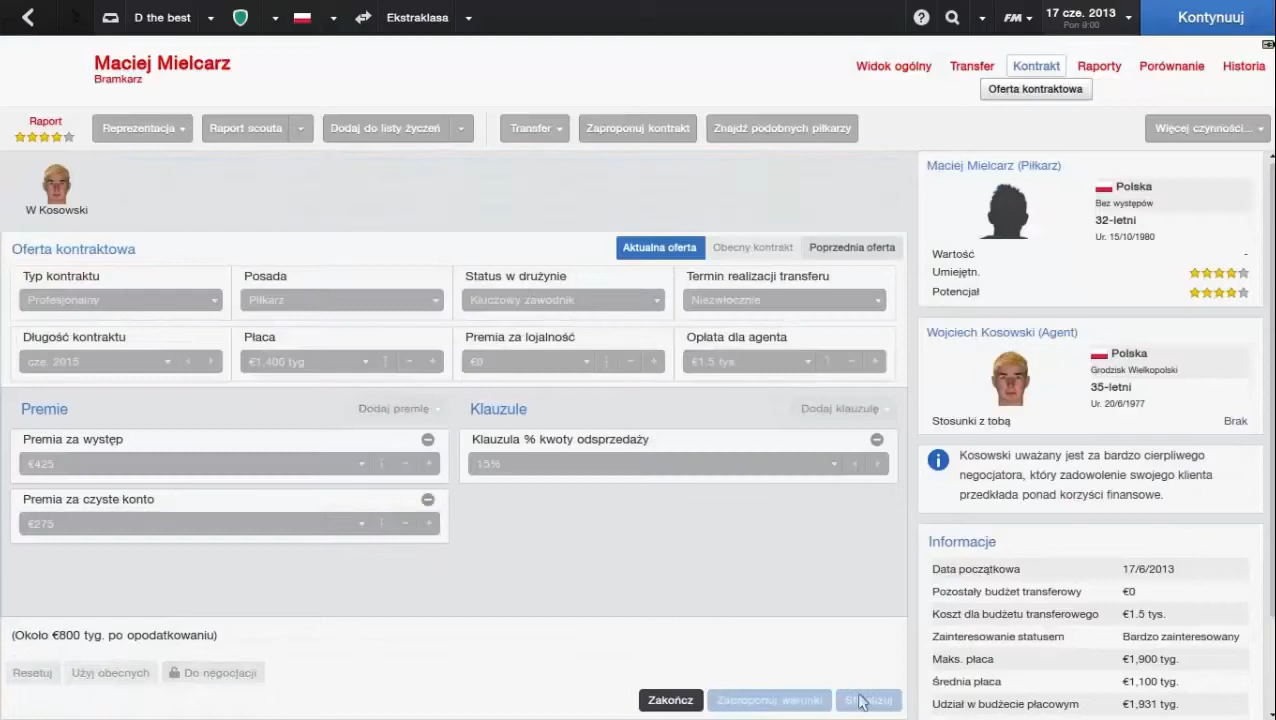 D the best
Ekstraklasa
FM
17 cze. 2013
Pon 9:00
Kontynuuj
Maciej Mielcarz
Bramkarz
Widok ogólny
Transfer
Kontrakt
Raporty
Porównanie
Historia
Oferta kontraktowa
Raport
Reprezentacja
Raport scouta
Dodaj do listy życzeń
Transfer
Zaproponuj kontrakt
Znajdź podobnych piłkarzy
Więcej czynności...
W Kosowski
Oferta kontraktowa
Aktualna oferta
Obecny kontrakt
Poprzednia oferta
Typ kontraktu
Posada
Status w drużynie
Termin realizacji transferu
Profesjonalny
Piłkarz
Kluczowy zawodnik
Niezwłocznie
Długość kontraktu
Płaca
Premia za lojalność
Opłata dla agenta
cze. 2015
€1,400 tyg
€0
€1.5 tys.
Premie
Dodaj premię
Klauzule
Dodaj klauzulę
Premia za występ
€425
Premia za czyste konto
€275
Klauzula % kwoty odsprzedaży
15%
(Około €800 tyg. po opodatkowaniu)
Resetuj
Użyj obecnych
Do negocjacji
Zakończ
Zaproponuj warunki
Maciej Mielcarz (Piłkarz)
Polska
Bez występów
32-letni
Ur. 15/10/1980
Wartość
-
Umiejętn.
Potencjał
Wojciech Kosowski (Agent)
Polska
Grodzisk Wielkopolski
35-letni
Ur. 20/6/1977
Stosunki z tobą
Brak
Kosowski uważany jest za bardzo cierpliwego
negocjatora, który zadowolenie swojego klienta
przedkłada ponad korzyści finansowe.
Informacje
Data początkowa 17/6/2013
Pozostały budżet transferowy €0
Koszt dla budżetu transferowego €1.5 tys.
Zainteresowanie statusem Bardzo zainteresowany
Maks. płaca €1,900 tyg.
Średnia płaca €1,100 tyg.
Udział w budżecie płacowym €1,931 tyg.